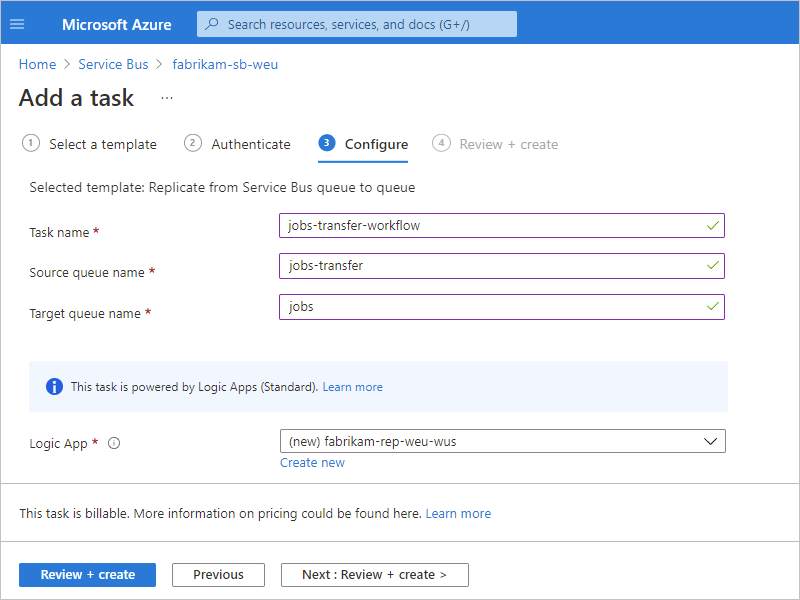 Microsoft Azure
Search resources, services, and docs (G+/)
Home > Service Bus > fabrikam-sb-weu
Add a task ...
1 Select a template 2 Authenticate 3 Configure 4 Review + create
Selected template: Replicate from Service Bus queue to queue
Task name * jobs-transfer-workflow
Source queue name * jobs-transfer
Target queue name * jobs
This task is powered by Logic Apps (Standard). Learn more
Logic App * (new) fabrikam-rep-weu-wus
Create new
This task is billable. More information on pricing could be found here. Learn more
Review + create Previous Next : Review + create >